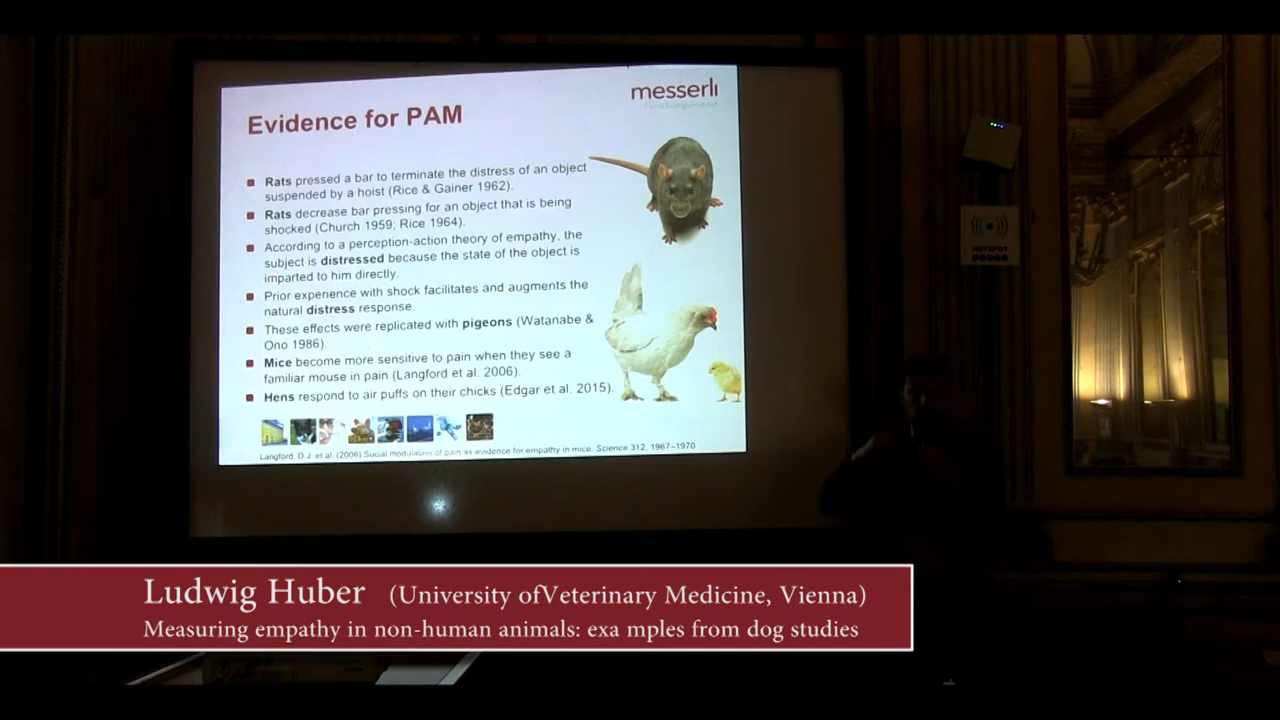 messerli
Forschungsinstitut
Evidence for PAM
Rats pressed a bar to terminate the distress of an object
suspended by a hoist (Rice & Gainer 1962).
Rats decrease bar pressing for an object that is being
shocked (Church 1959; Rice 1964).
According to a perception-action theory of empathy, the
subject is distressed because the state of the object is
imparted to him directly.
Prior experience with shock facilitates and augments the
natural distress response.
These effects were replicated with pigeons (Watanabe &
Ono 1986).
Mice become more sensitive to pain when they see a
familiar mouse in pain (Langford et al. 2006).
Hens respond to air puffs on their chicks (Edgar et al. 2015).
Langford, D.J. et al. (2006) Social modulation of pain as evidence for empathy in mice. Science 312, 1967–1970
HOTSPOT
Ludwig Huber (University ofVeterinary Medicine, Vienna)
Measuring empathy in non-human animals: exa mples from dog studies